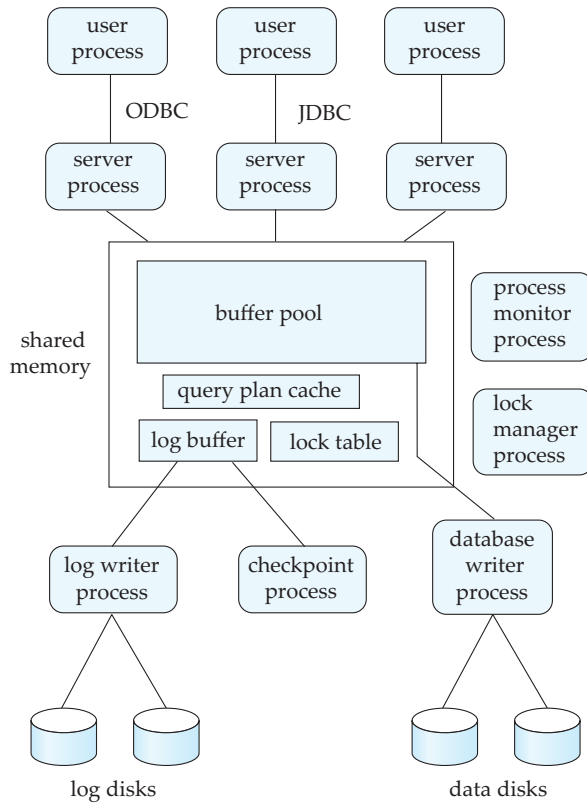 user
process
user
process
user
process
ODBC
JDBC
server
process
server
process
server
process
shared
memory
buffer pool
query plan cache
log buffer
lock table
process
monitor
process
lock
manager
process
log writer
process
checkpoint
process
database
writer
process
log disks
data disks